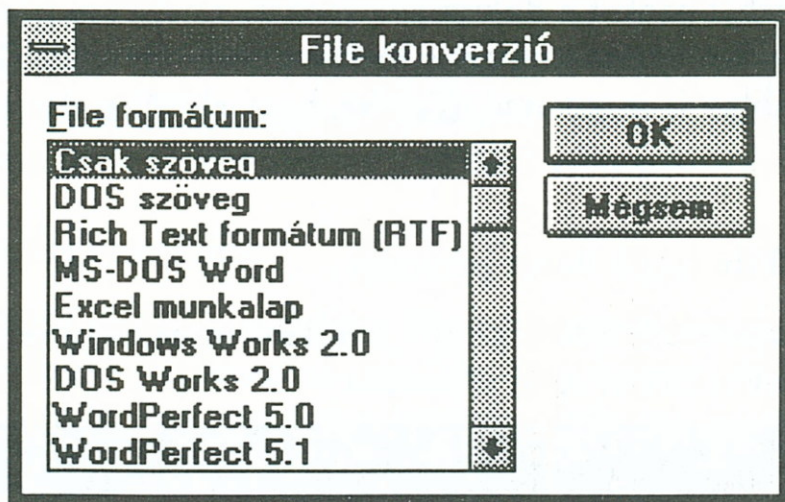 File konverzió
File formátum:
Csak szöveg
DOS szöveg
Rich Text formátum (RTF)
MS-DOS Word
Excel munkalap
Windows Works 2.0
DOS Works 2.0
WordPerfect 5.0
WordPerfect 5.1
OK
Mégsem